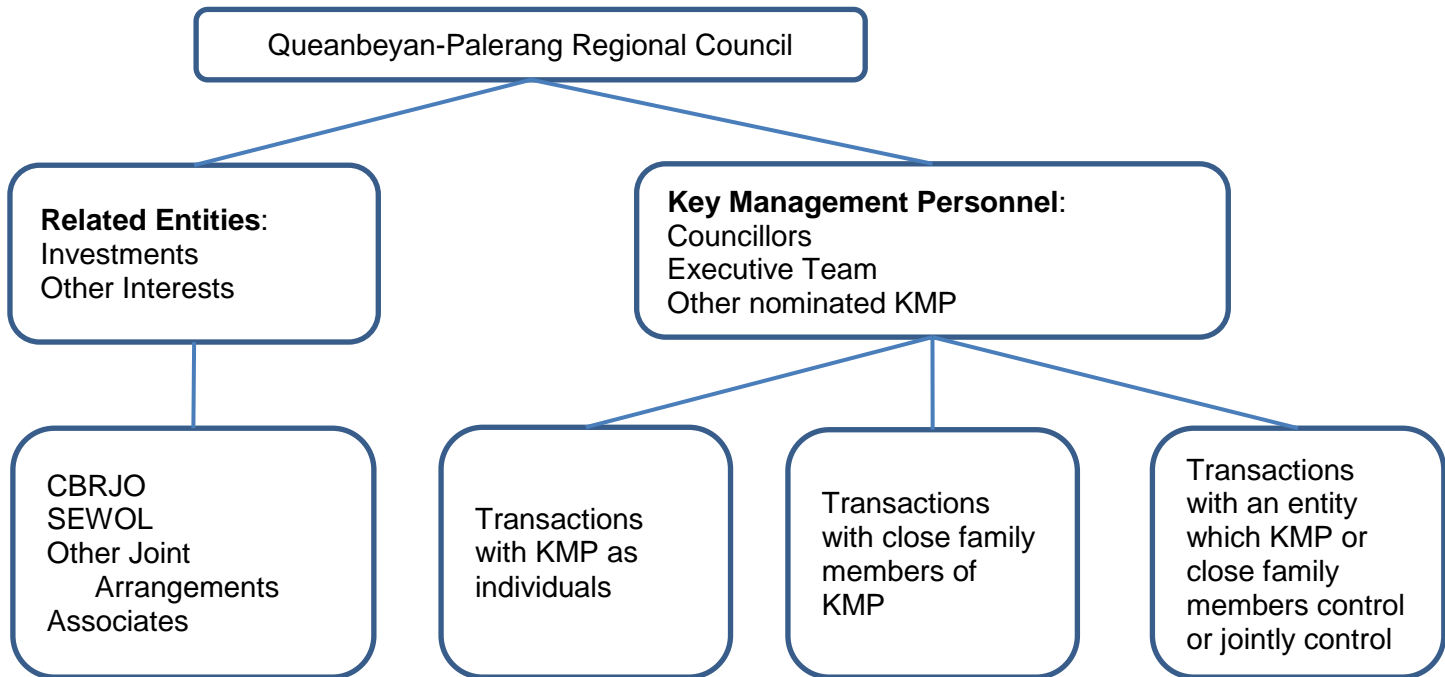 Queanbeyan-Palerang Regional Council
Related Entities:
Investments
Other Interests
Key Management Personnel:
Councillors
Executive Team
Other nominated KMP
CBRJO
SEWOL
Other Joint
Arrangements
Associates
Transactions
with KMP as
individuals
Transactions
with close family
members of
KMP
Transactions
with an entity
which KMP or
close family
members control
or jointly control